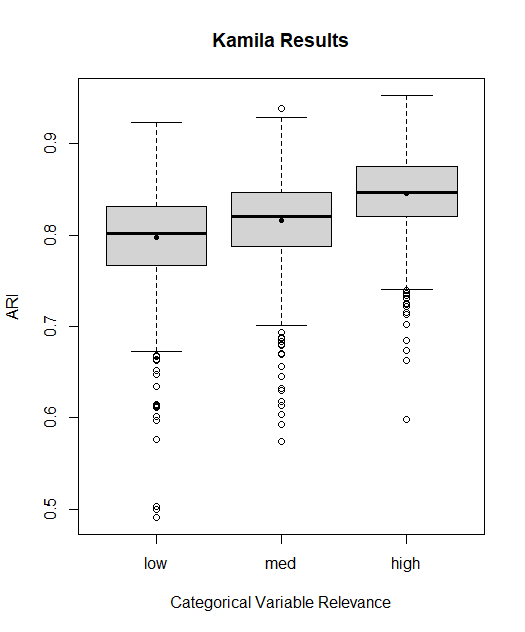 Kamila Results
ARI
0.9
0.8
0.7
0.6
0.5
low med high
Categorical Variable Relevance